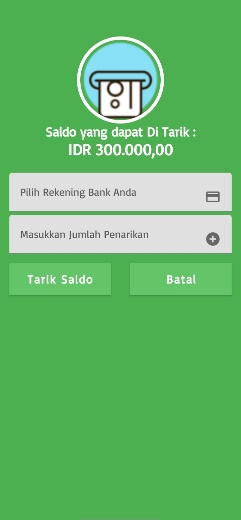 Saldo yang dapat Di Tarik :
IDR 300.000,00
Pilih Rekening Bank Anda
Masukkan Jumlah Penarikan
Tarik Saldo
Batal